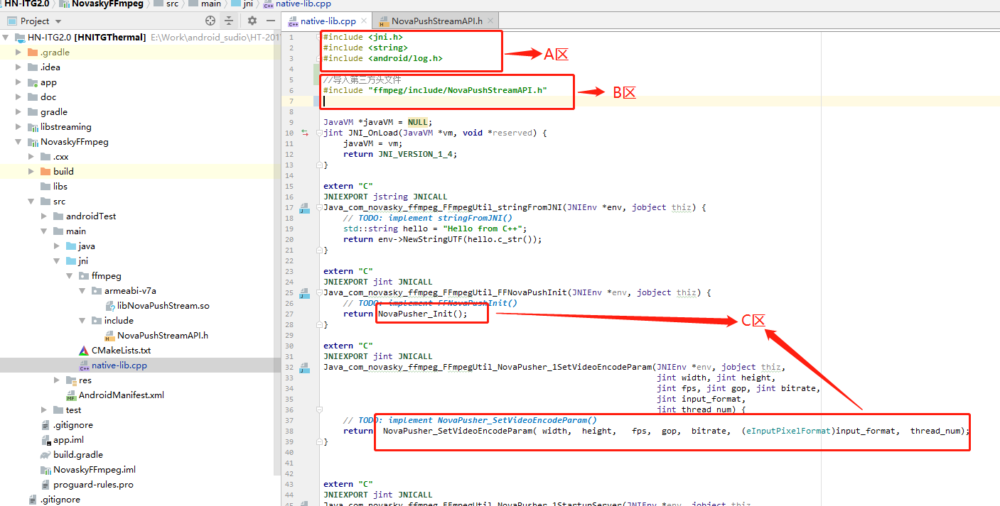 HN-ITG2.0 NovaskyFFmpeg src main jni native-lib.cpp
Project
native-lib.cpp NovaPushStreamAPI.h
HN-ITG2.0 [HNITGThermal] E:\Work\android_sudio\HT-201
.gradle
.idea
app
doc
gradle
libstreaming
NovaskyFFmpeg
.cxx
build
libs
src
androidTest
main
java
jni
ffmpeg
armeabi-v7a
libNovaPushStream.so
include
NovaPushStreamAPI.h
CMakeLists.txt
native-lib.cpp
res
AndroidManifest.xml
test
.gitignore
app.iml
build.gradle
NovaskyFFmpeg.iml
proguard-rules.pro
.gitignore
1 #include <jni.h>
2 #include <string>
3 #include <android/log.h>
A区
4
5 //导入第三方头文件
6 #include "ffmpeg/include/NovaPushStreamAPI.h"
B区
7
8
9 JavaVM *javaVM = NULL;
10 jint JNI_OnLoad(JavaVM *vm, void *reserved) {
11 javaVM = vm;
12 return JNI_VERSION_1_4;
13 }
14
15 extern "C"
16 JNIEXPORT jstring JNICALL
17 Java_com_novasky_ffmpeg_FFmpegUtil_stringFromJNI(JNIEnv *env, jobject thiz) {
18 // TODO: implement stringFromJNI()
19 std::string hello = "Hello from C++";
20 return env->NewStringUTF(hello.c_str());
21 }
22
23 extern "C"
24 JNIEXPORT jint JNICALL
25 Java_com_novasky_ffmpeg_FFmpegUtil_FFNovaPushInit(JNIEnv *env, jobject thiz) {
26 // TODO: implement FFNovaPushInit()
27 return NovaPusher_Init();
C区
28 }
29
30 extern "C"
31 JNIEXPORT jint JNICALL
32 Java_com_novasky_ffmpeg_FFmpegUtil_NovaPusher_1SetVideoEncodeParam(JNIEnv *env, jobject thiz,
33 jint width, jint height,
34 jint fps, jint gop, jint bitrate,
35 jint input_format,
36 jint thread_num) {
37 // TODO: implement NovaPusher_SetVideoEncodeParam()
38 return NovaPusher_SetVideoEncodeParam( width, height, fps, gop, bitrate, (eInputPixelFormat)input_format, thread_num);
39 }
40
41
42
43 extern "C"
44 JNIEXPORT jint JNICALL
45 Java_com_novasky_ffmpeg_FFmpegUtil_NovaPusher_1StartupServer(JNIEnv *env, jobject thiz,